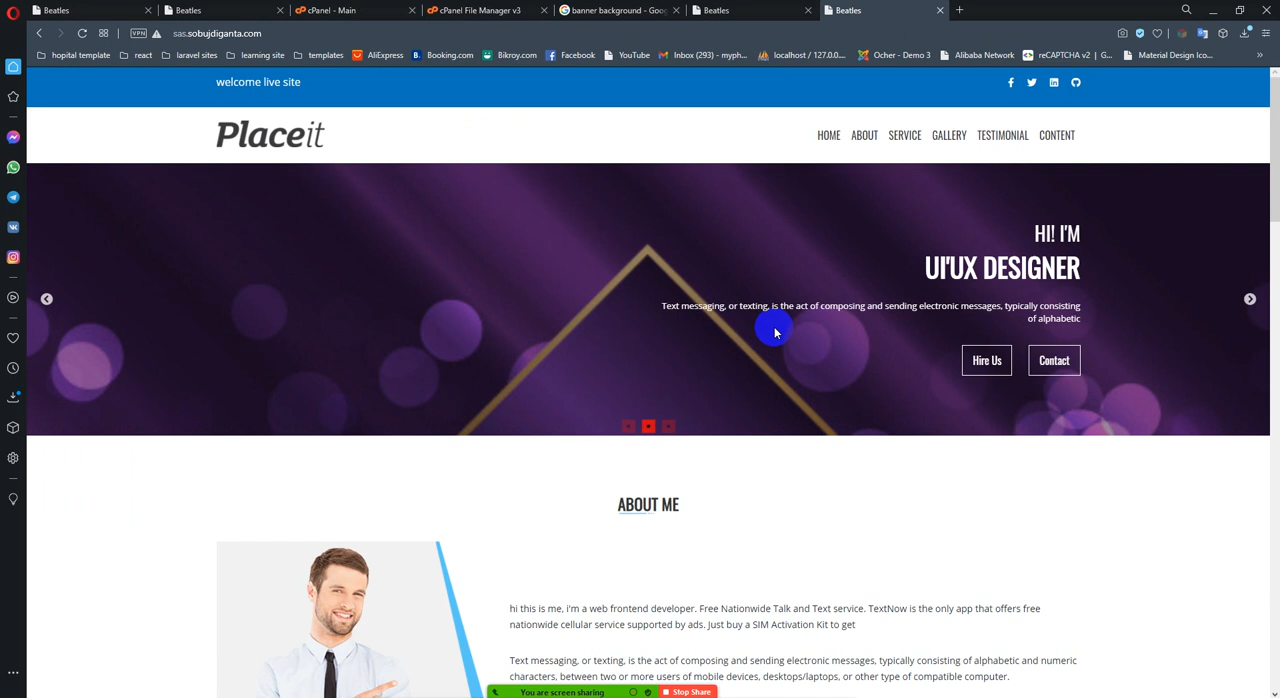 Beatles
Beatles
cPanel - Main
cPanel File Manager v3
banner background - Goo
Beatles
Beatles
VPN
sas.sobujdiganta.com
hopital template
react
laravel sites
learning site
templates
AliExpress
Booking.com
Bikroy.com
Facebook
YouTube
Inbox (293) - myph...
localhost / 127.0.0....
Ocher - Demo 3
Alibaba Network
reCAPTCHA v2 | G...
Material Design Ico...
welcome live site
Placeit
HOME
ABOUT
SERVICE
GALLERY
TESTIMONIAL
CONTENT
HI! I'M
UI'UX DESIGNER
Text messaging, or texting, is the act of composing and sending electronic messages, typically consisting
of alphabetic
Hire Us
Contact
ABOUT ME
hi this is me, i'm a web frontend developer. Free Nationwide Talk and Text service. TextNow is the only app that offers free
nationwide cellular service supported by ads. Just buy a SIM Activation Kit to get
Text messaging, or texting, is the act of composing and sending electronic messages, typically consisting of alphabetic and numeric
characters, between two or more users of mobile devices, desktops/laptops, or other type of compatible computer.
You are screen sharing
Stop Share